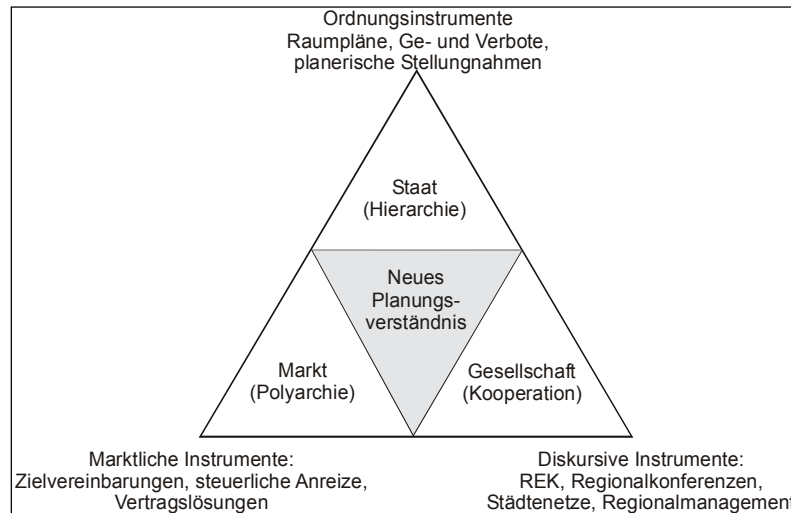 Ordnungsinstrumente
Raumpläne, Ge- und Verbote,
planerische Stellungnahmen
Staat
(Hierarchie)
Neues
Planungs-
verständnis
Markt
(Polyarchie)
Gesellschaft
(Kooperation)
Marktliche Instrumente:
Zielvereinbarungen, steuerliche Anreize,
Vertragslösungen
Diskursive Instrumente:
REK, Regionalkonferenzen,
Städtenetze, Regionalmanagement